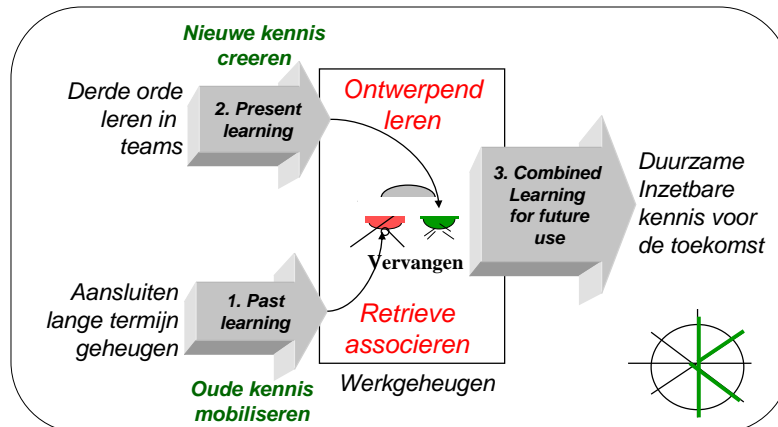 Nieuwe kennis
creeren
Derde orde
leren in
teams
2. Present
learning
Ontwerpend
leren
3. Combined
Learning
for future
use
Duurzame
Inzetbare
kennis voor
de toekomst
Vervangen
Aansluiten
lange termijn
geheugen
1. Past
learning
Retrieve
associeren
Oude kennis
mobiliseren
Werkgeheugen